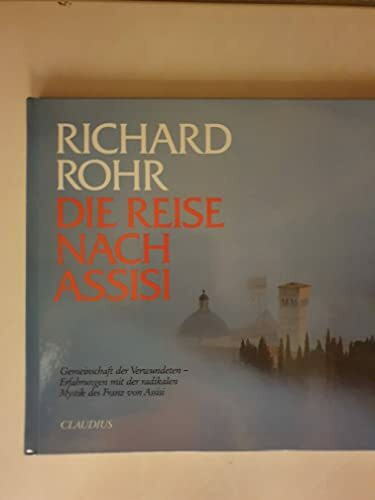 RICHARD
ROHR
DIE REISE
NACH
ASSISI
Gemeinschaft der Verwundeten –
Erfahrungen mit der radikalen
Mystik des Franz von Assisi
CLAUDIUS